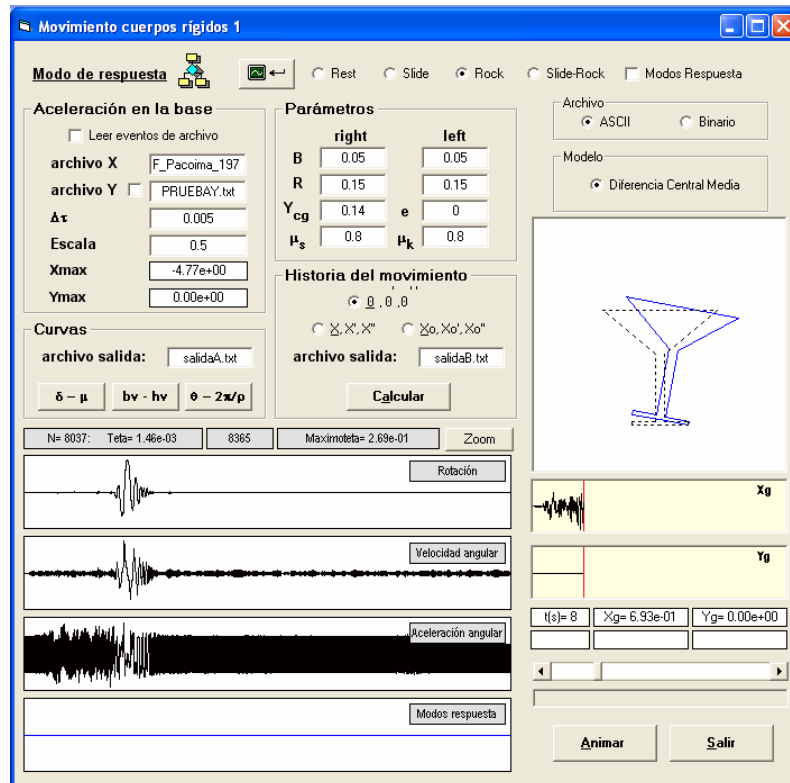 Movimiento cuerpos rígidos 1
Modo de respuesta Rest Slide Rock Slide-Rock Modos Respuesta
Aceleración en la base
Leer eventos de archivo
archivo X F_Pacoima_197
archivo Y PRUEBAY.txt
Δτ 0.005
Escala 0.5
Xmax -4.77e+00
Ymax 0.00e+00
Parámetros
right left
B 0.05 0.05
R 0.15 0.15
Ycg 0.14 e 0
μs 0.8 μk 0.8
Archivo
ASCII Binario
Modelo
Diferencia Central Media
Historia del movimiento
θ, θ, θ
X, X', X'' Xo, Xo', Xo''
archivo salida: salidaB.txt
Calcular
Curvas
archivo salida: salidaA.txt
δ – μ bv - hv θ – 2π/ρ
N= 8037: Teta= 1.46e-03 8365 Maximoteta= 2.69e-01 Zoom
Rotación
Velocidad angular
Aceleración angular
Modos respuesta
Xg
Yg
t(s)= 8 Xg= 6.93e-01 Yg= 0.00e+00
Animar Salir